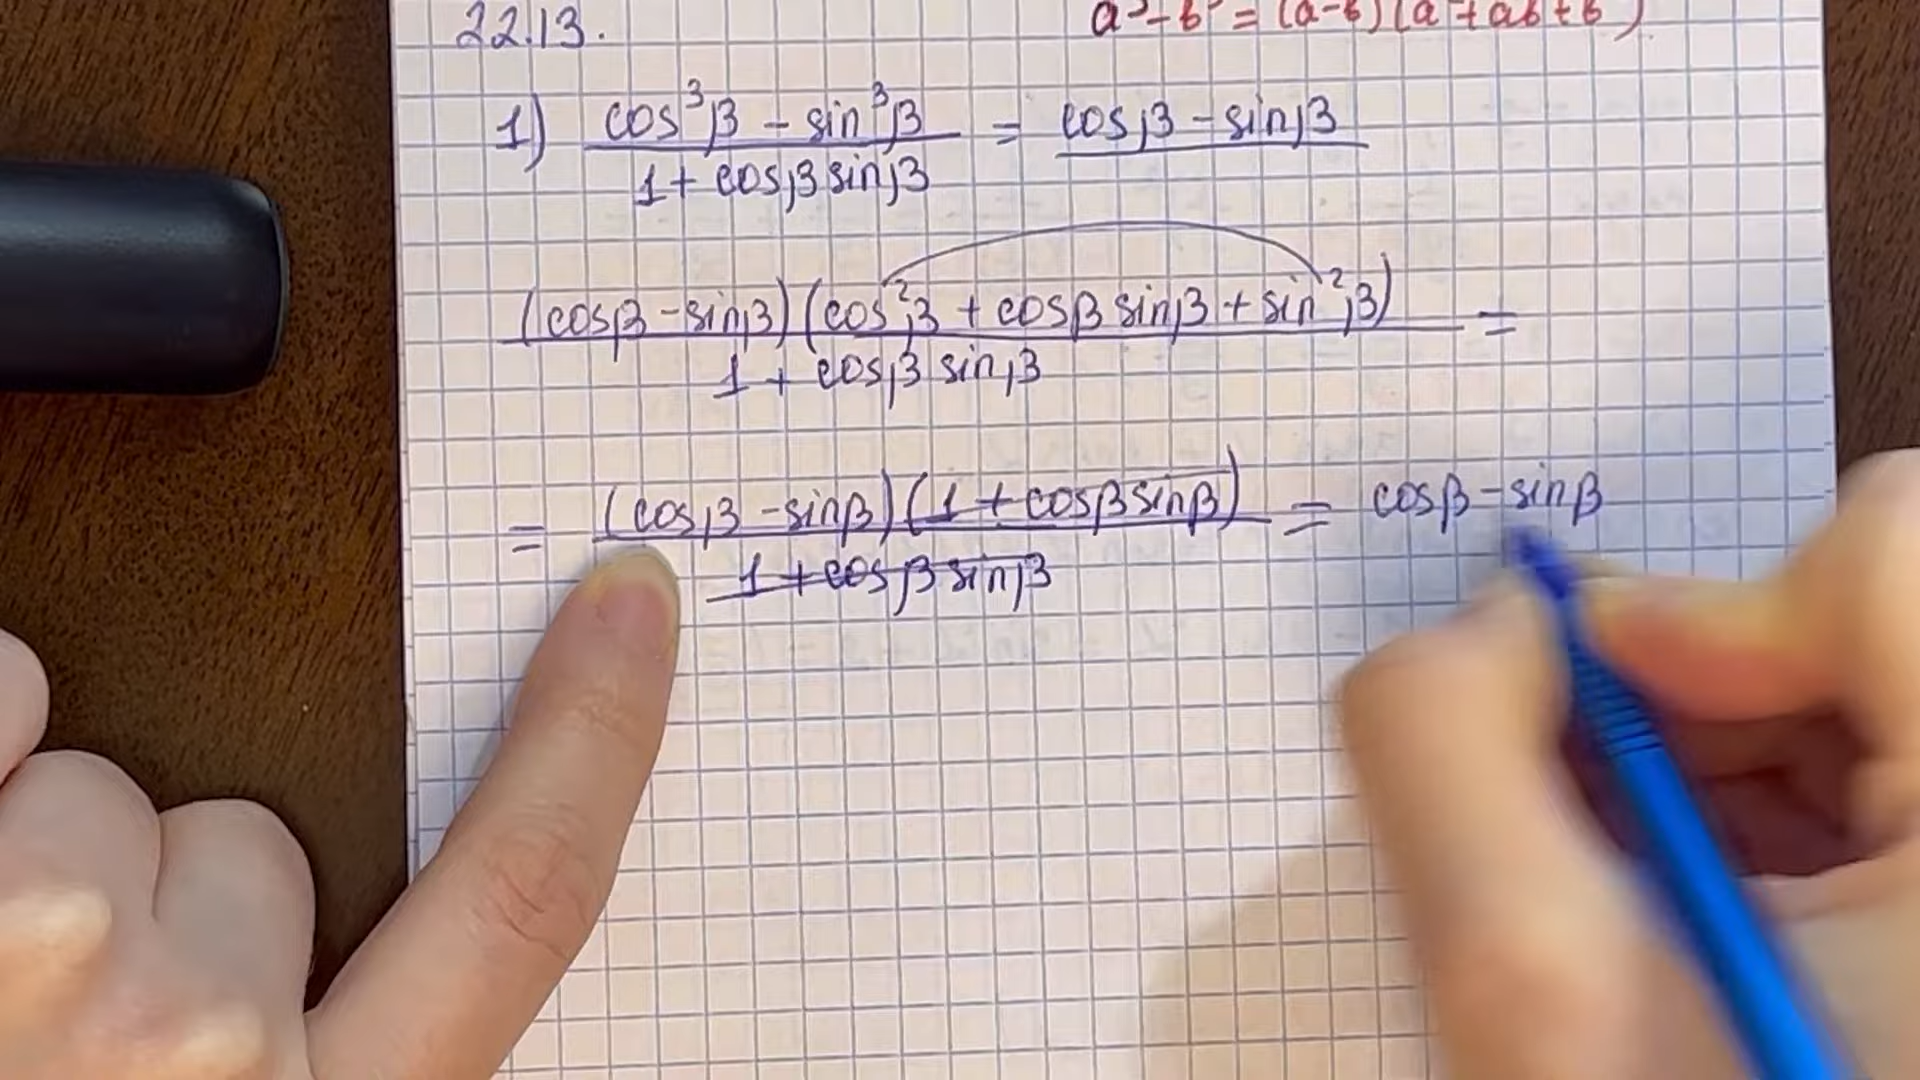 22.13. a³-b³ = (a-b)(a²+ab+b²)
1) (cos³β - sin³β)/(1 + cosβ sinβ) = cosβ - sinβ
(cosβ - sinβ)(cos²β + cosβ sinβ + sin²β)/(1 + cosβ sinβ) =
= (cosβ - sinβ)(1 + cosβ sinβ)/(1 + cosβ sinβ) = cosβ - sinβ